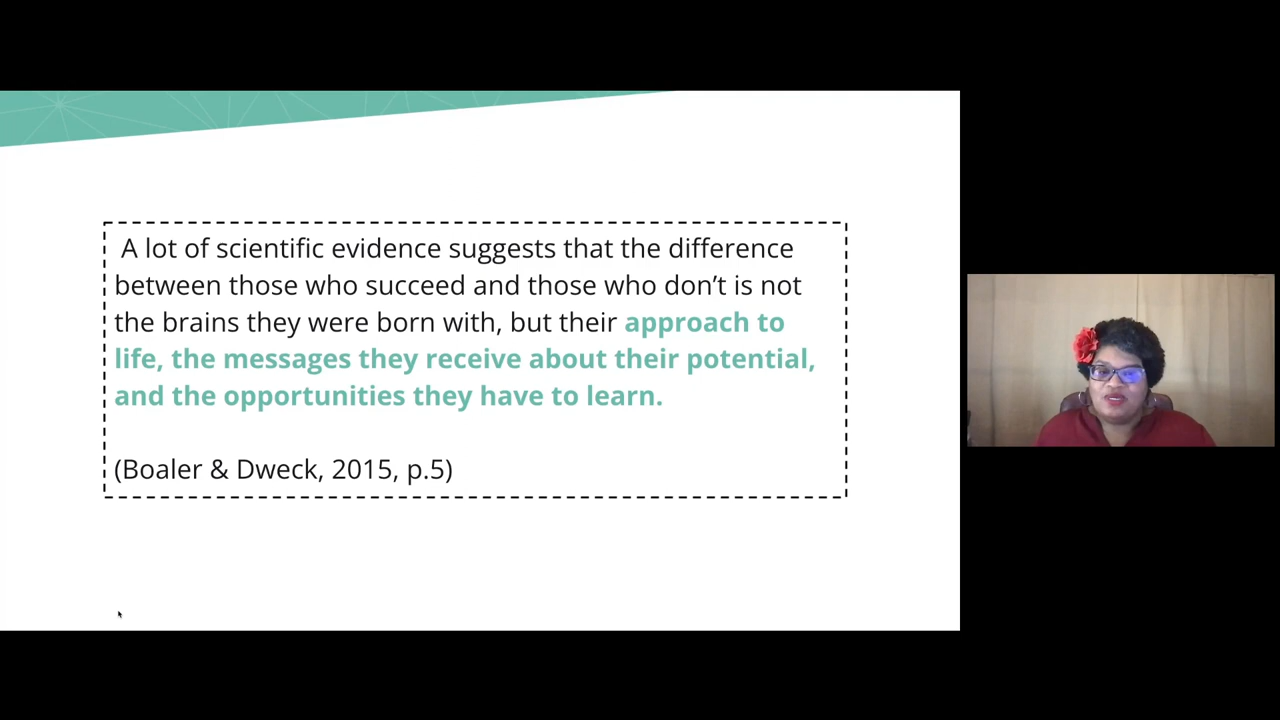 A lot of scientific evidence suggests that the difference
between those who succeed and those who don’t is not
the brains they were born with, but their approach to
life, the messages they receive about their potential,
and the opportunities they have to learn.
(Boaler & Dweck, 2015, p.5)